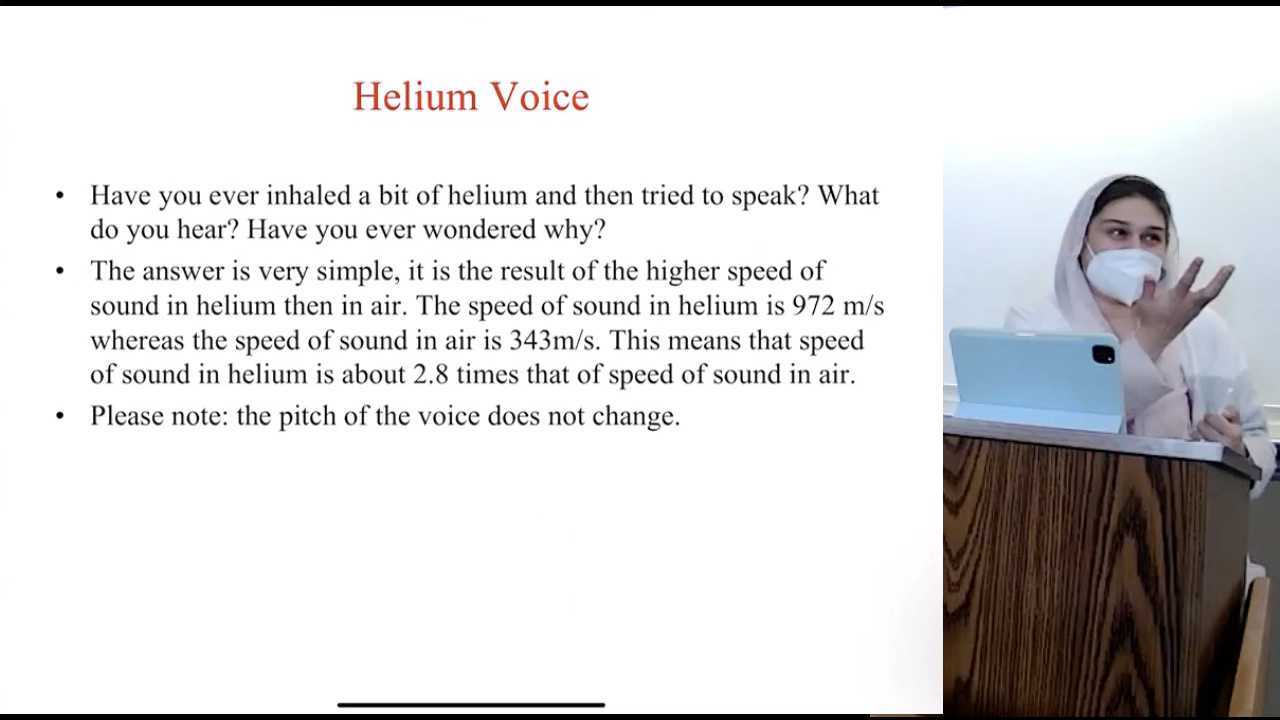 Helium Voice
• Have you ever inhaled a bit of helium and then tried to speak? What
do you hear? Have you ever wondered why?
• The answer is very simple, it is the result of the higher speed of
sound in helium then in air. The speed of sound in helium is 972 m/s
whereas the speed of sound in air is 343m/s. This means that speed
of sound in helium is about 2.8 times that of speed of sound in air.
• Please note: the pitch of the voice does not change.